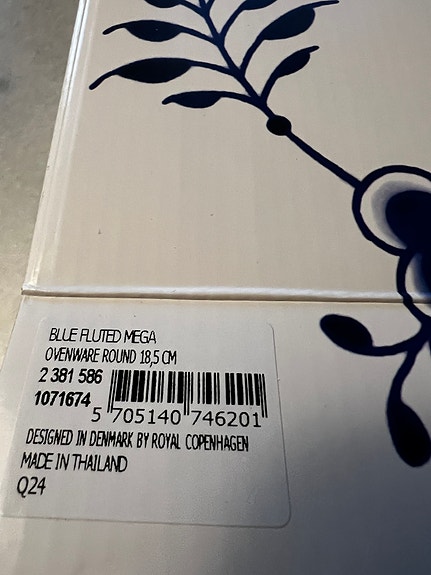 BLUE FLUTED MEGA
OVENWARE ROUND 18,5 CM
2 381 586
1071674
5 705140 746201
DESIGNED IN DENMARK BY ROYAL COPENHAGEN
MADE IN THAILAND
Q24